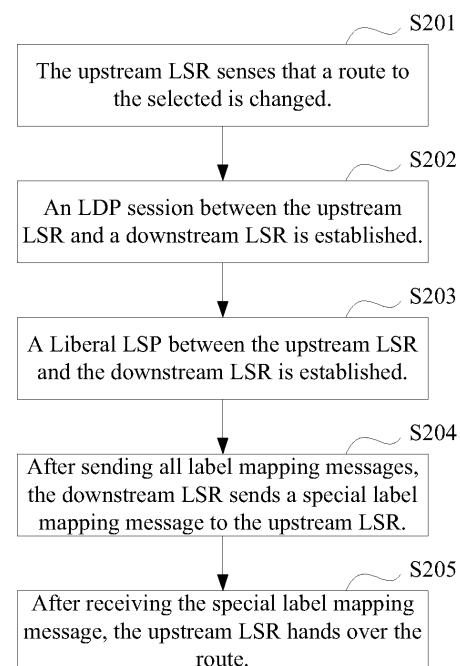 S201
The upstream LSR senses that a route to
the selected is changed.
S202
An LDP session between the upstream
LSR and a downstream LSR is established.
S203
A Liberal LSP between the upstream LSR
and the downstream LSR is established.
S204
After sending all label mapping messages,
the downstream LSR sends a special label
mapping message to the upstream LSR.
S205
After receiving the special label mapping
message, the upstream LSR hands over the
route.